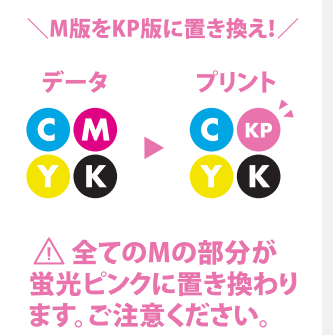 ＼M版をKP版に置き換え!／
データ プリント
C M C KP
Y K Y K
⚠ 全てのMの部分が
蛍光ピンクに置き換わり
ます。ご注意ください。